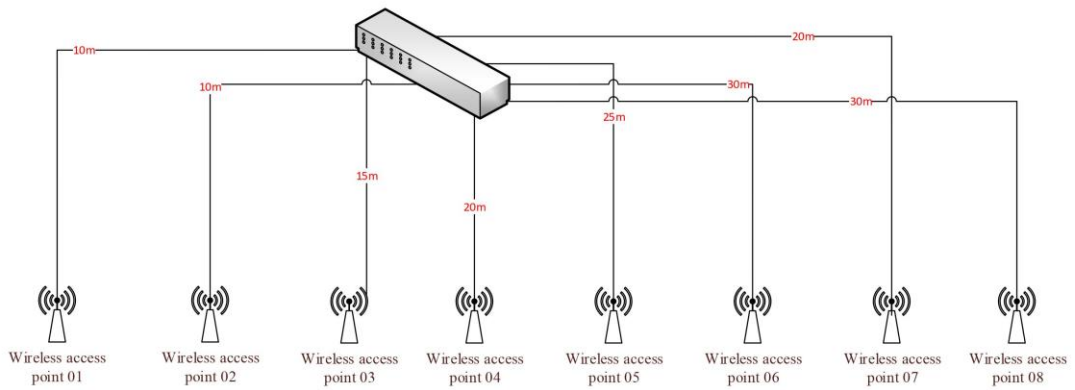 10m
20m
10m
30m
30m
25m
15m
20m
Wireless access
point 01
Wireless access
point 02
Wireless access
point 03
Wireless access
point 04
Wireless access
point 05
Wireless access
point 06
Wireless access
point 07
Wireless access
point 08